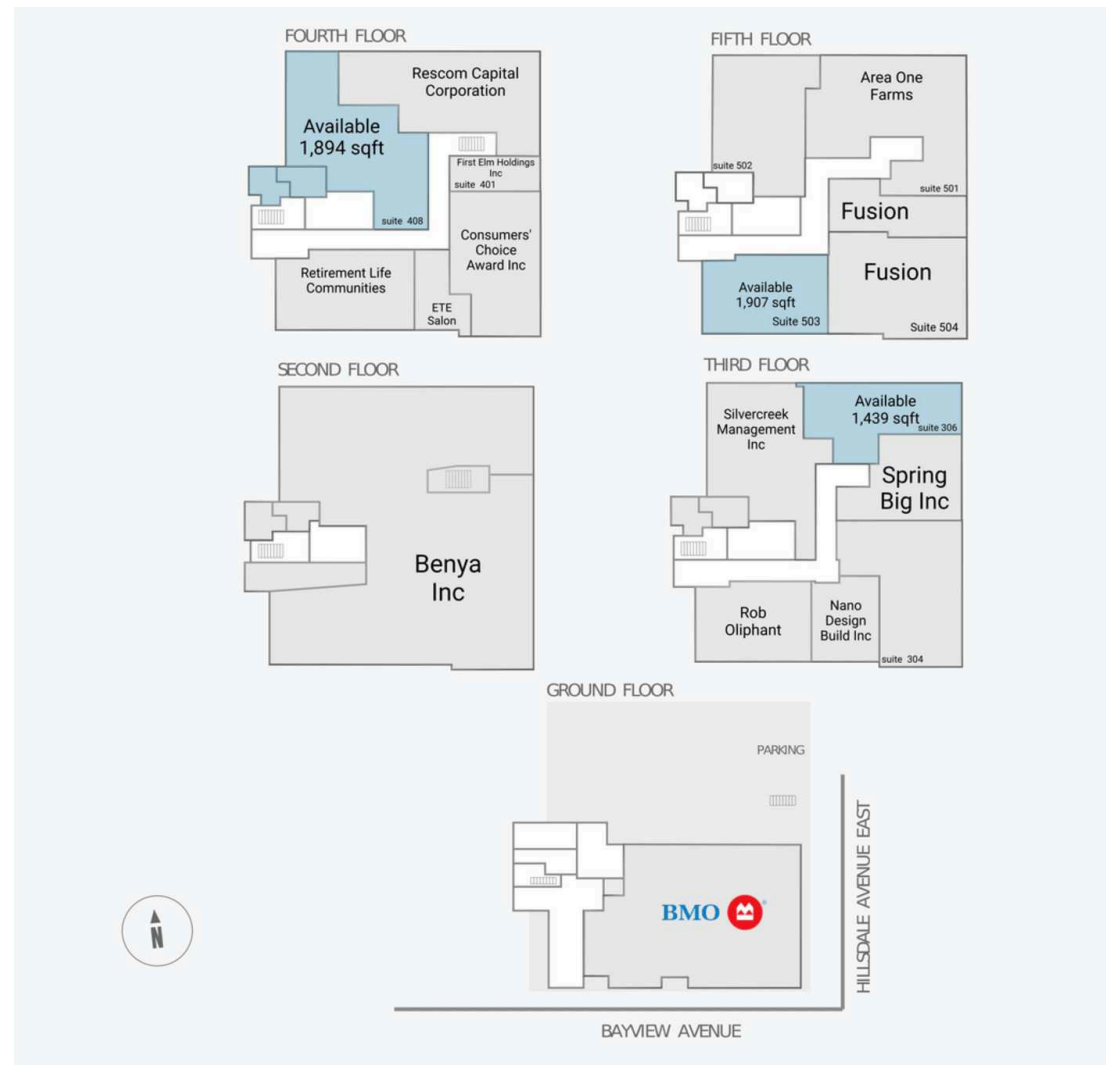 FOURTH FLOOR
Rescom Capital
Corporation
Available
1,894 sqft
First Elm Holdings
Inc
suite 401
suite 408
Consumers'
Choice
Award Inc
Retirement Life
Communities
ETE
Salon
FIFTH FLOOR
Area One
Farms
suite 502
suite 501
Fusion
Fusion
Available
1,907 sqft
Suite 503
Suite 504
SECOND FLOOR
Benya
Inc
THIRD FLOOR
Silvercreek
Management
Inc
Available
1,439 sqft
suite 306
Spring
Big Inc
Rob
Oliphant
Nano
Design
Build Inc
suite 304
GROUND FLOOR
PARKING
BMO
HILLSDALE AVENUE EAST
N
BAYVIEW AVENUE